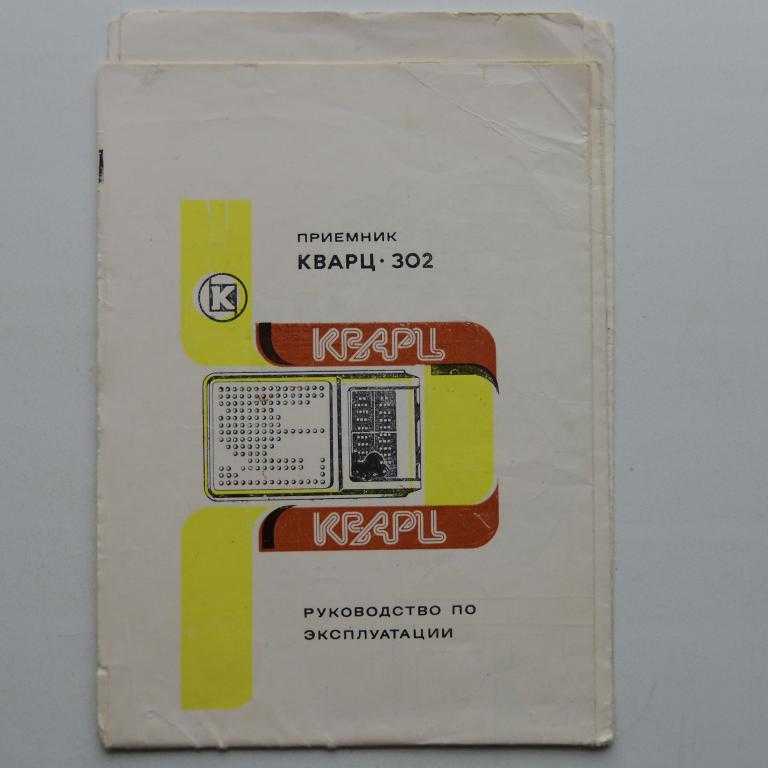 ПРИЕМНИК
КВАРЦ · 302
К
КВАРЦ
КВАРЦ
РУКОВОДСТВО ПО
ЭКСПЛУАТАЦИИ